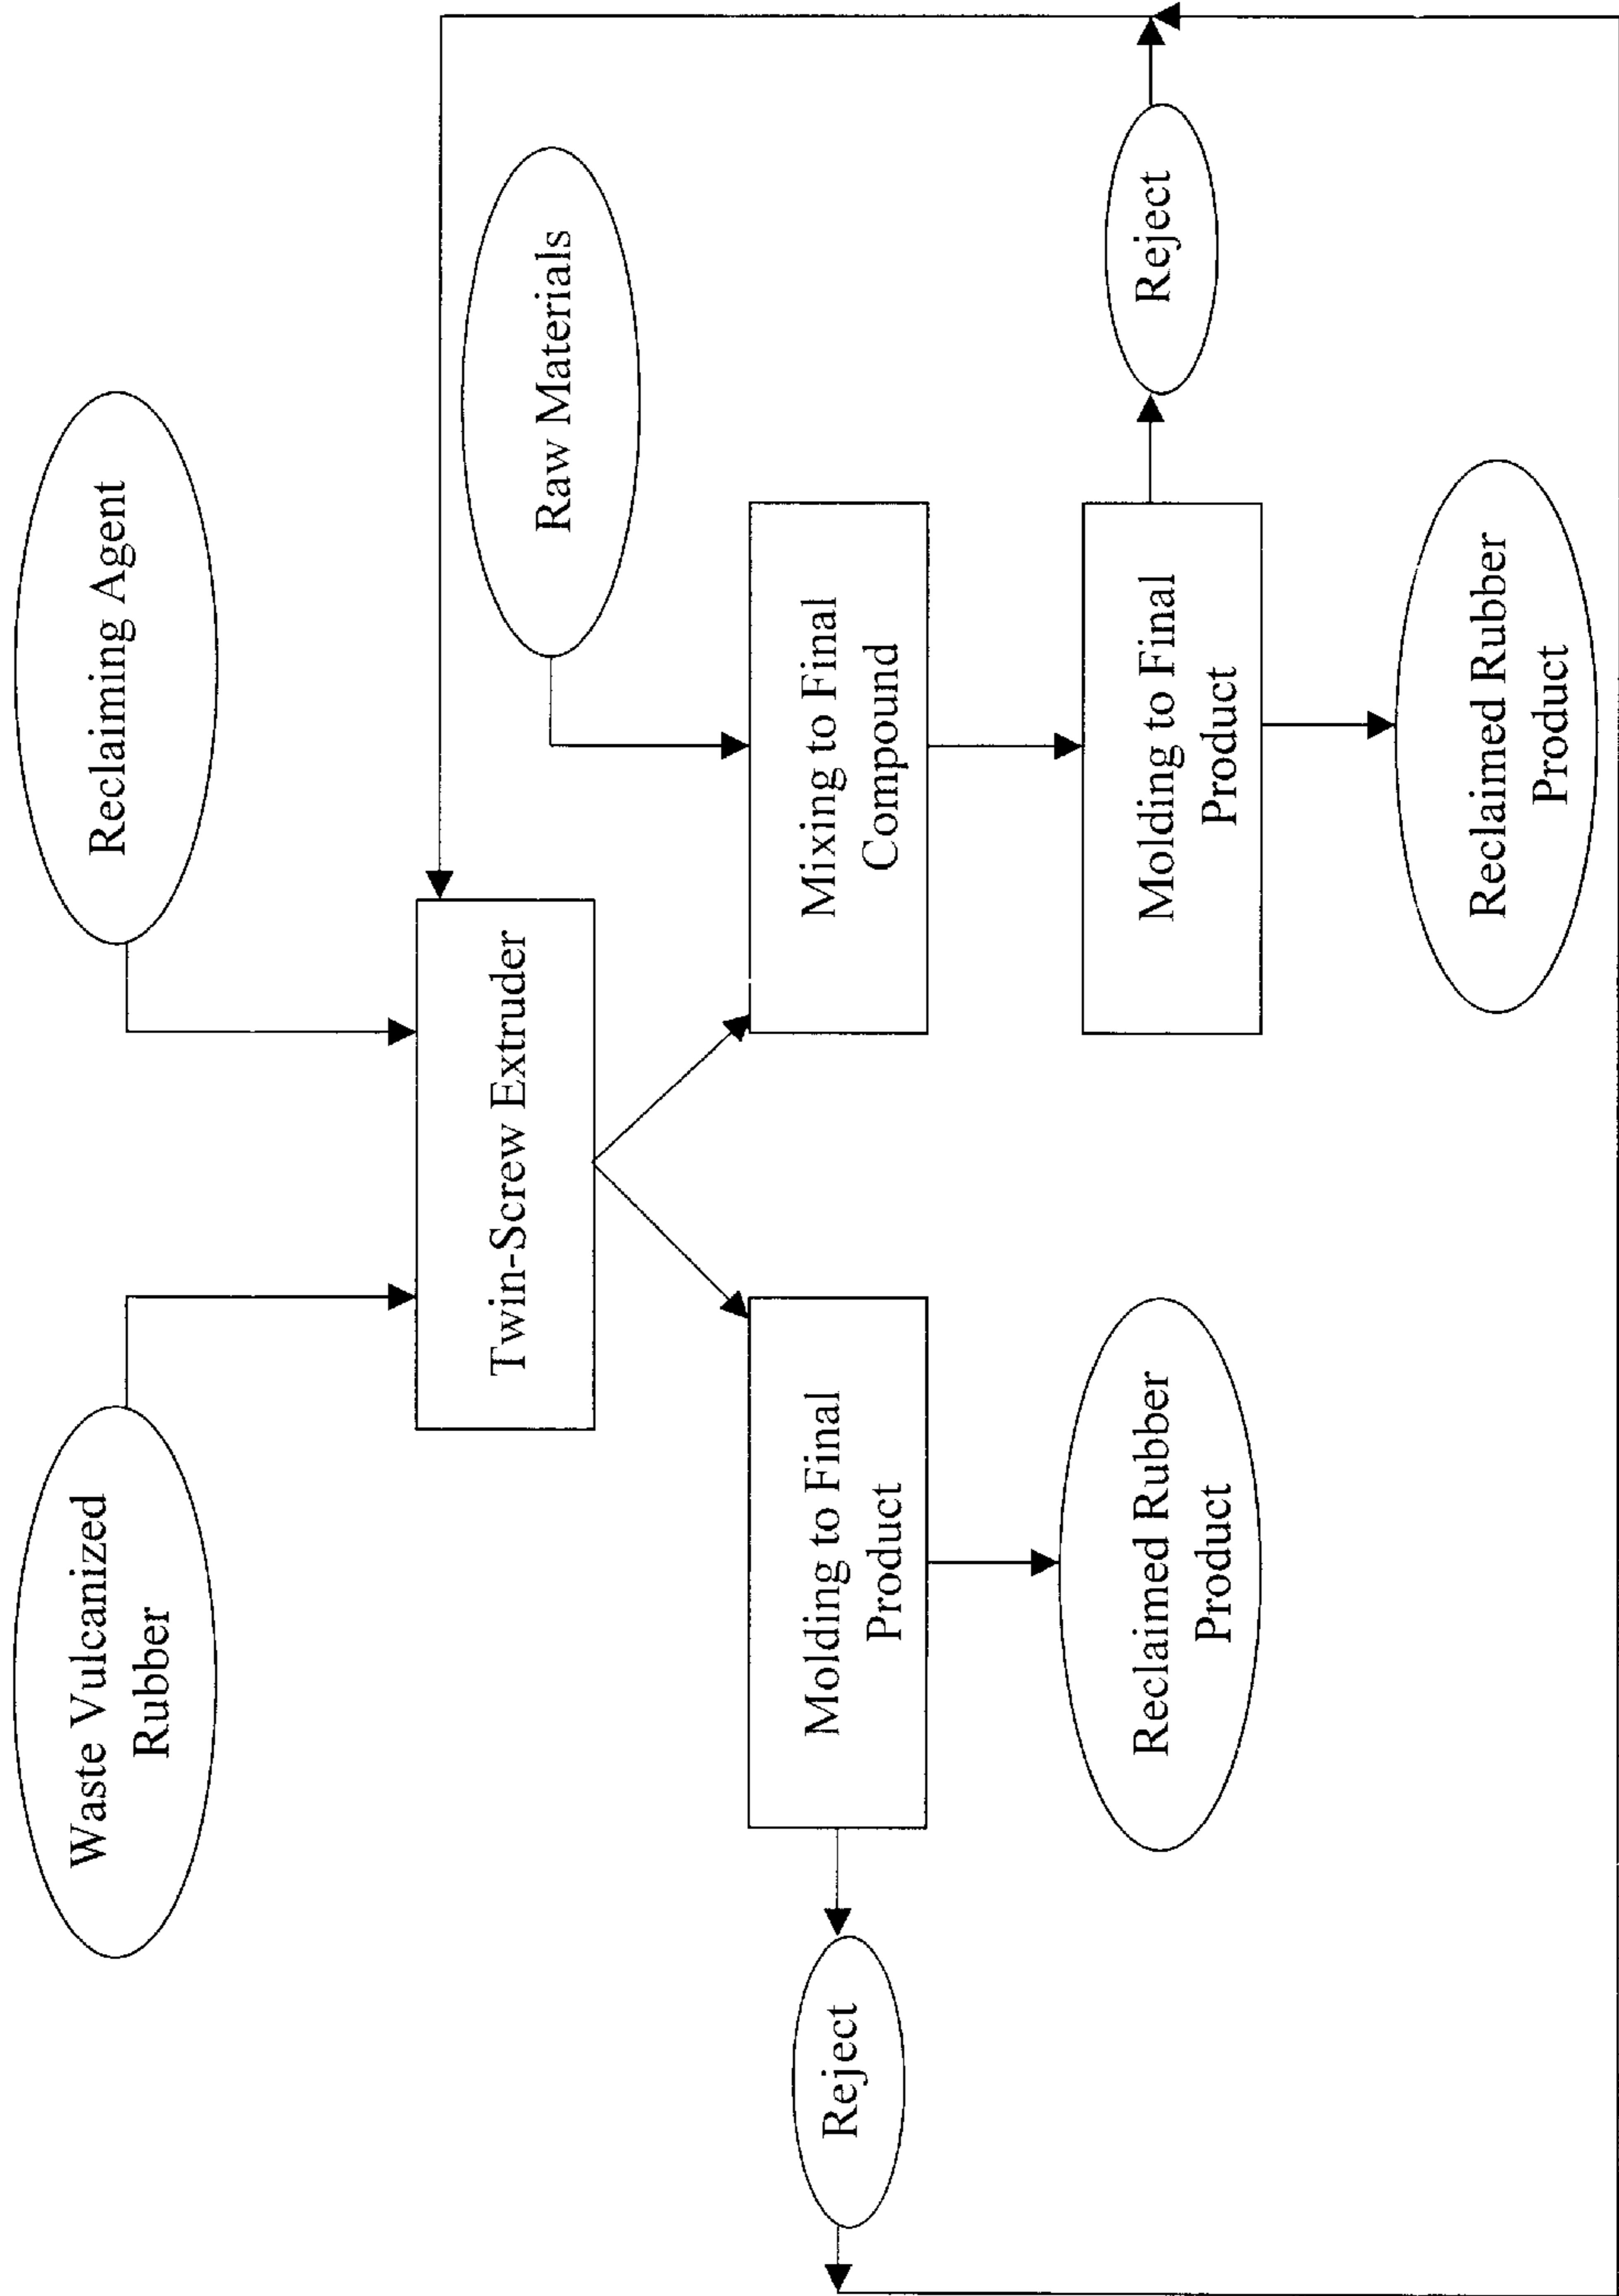 Waste Vulcanized
Rubber
Reclaiming Agent
Twin-Screw Extruder
Raw Materials
Molding to Final
Product
Mixing to Final
Compound
Reject
Reclaimed Rubber
Product
Molding to Final
Product
Reject
Reclaimed Rubber
Product